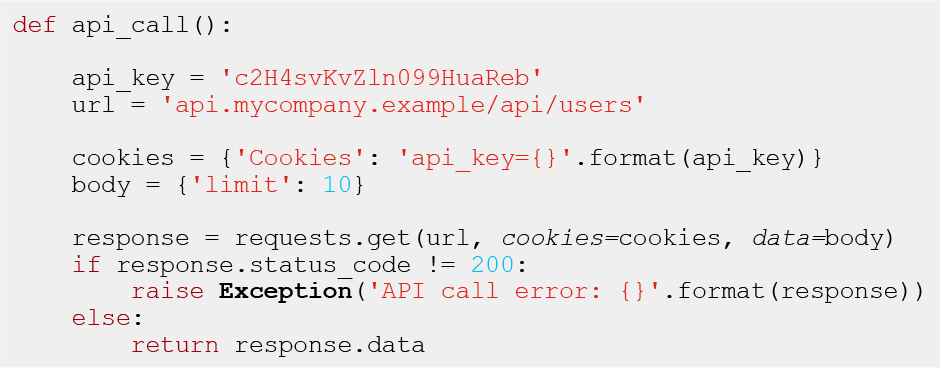 def api_call():
    api_key = 'c2H4svKvZln099HuaReb'
    url = 'api.mycompany.example/api/users'
    cookies = {'Cookies': 'api_key={}'.format(api_key)}
    body = {'limit': 10}
    response = requests.get(url, cookies=cookies, data=body)
    if response.status_code != 200:
        raise Exception('API call error: {}'.format(response))
    else:
        return response.data